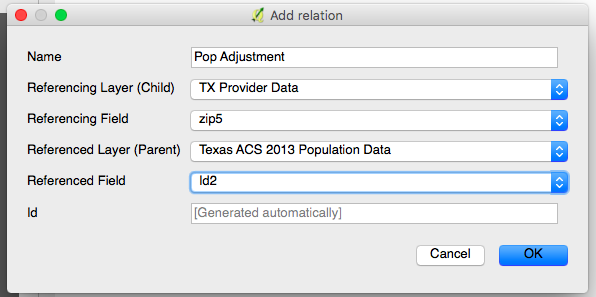 Add relation
Name Pop Adjustment
Referencing Layer (Child) TX Provider Data
Referencing Field zip5
Referenced Layer (Parent) Texas ACS 2013 Population Data
Referenced Field Id2
Id [Generated automatically]
Cancel OK